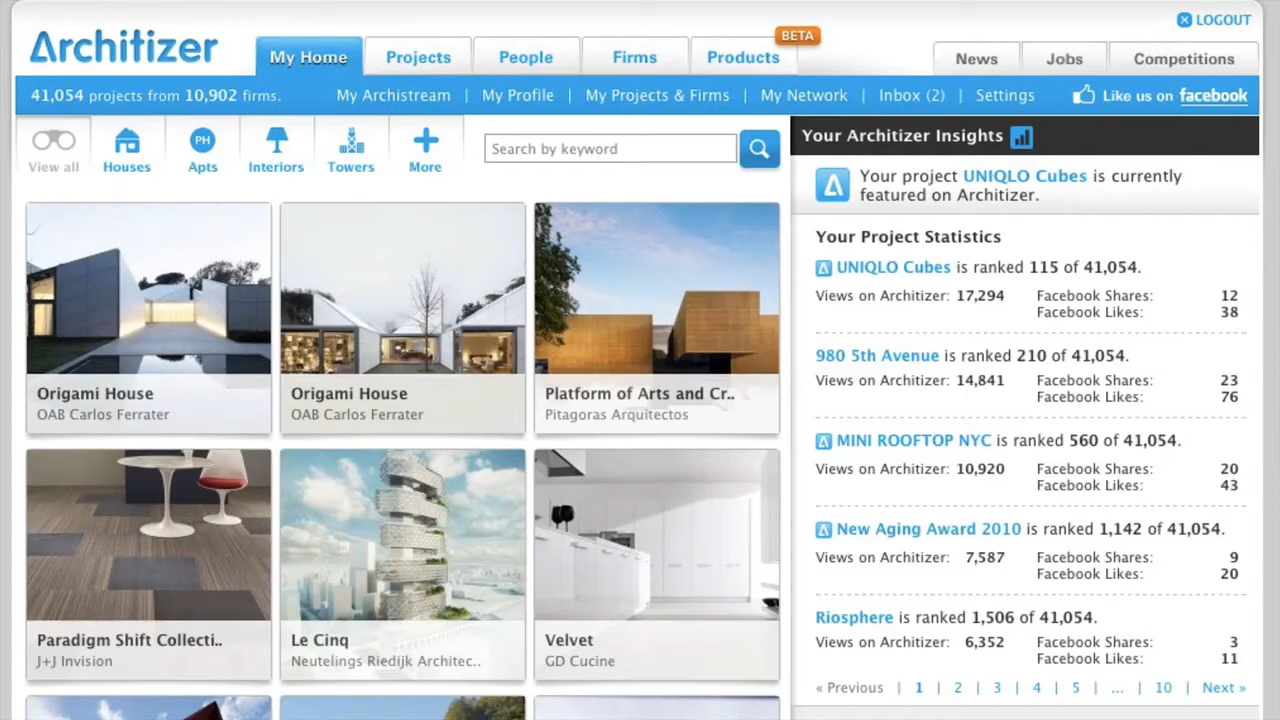 LOGOUT
Architizer
My Home
Projects
People
Firms
Products
BETA
News
Jobs
Competitions
41,054 projects from 10,902 firms.
My Archistream | My Profile | My Projects & Firms | My Network | Inbox (2) | Settings
Like us on facebook
View all
Houses
PH
Apts
Interiors
Towers
More
Search by keyword
Your Architizer Insights
Your project UNIQLO Cubes is currently
featured on Architizer.
Origami House
OAB Carlos Ferrater
Origami House
OAB Carlos Ferrater
Platform of Arts and Cr..
Pitagoras Arquitectos
Paradigm Shift Collecti..
J+J Invision
Le Cinq
Neutelings Riedijk Architec..
Velvet
GD Cucine
Your Project Statistics
UNIQLO Cubes is ranked 115 of 41,054.
Views on Architizer: 17,294 Facebook Shares: 12
Facebook Likes: 38
980 5th Avenue is ranked 210 of 41,054.
Views on Architizer: 14,841 Facebook Shares: 23
Facebook Likes: 76
MINI ROOFTOP NYC is ranked 560 of 41,054.
Views on Architizer: 10,920 Facebook Shares: 20
Facebook Likes: 43
New Aging Award 2010 is ranked 1,142 of 41,054.
Views on Architizer: 7,587 Facebook Shares: 9
Facebook Likes: 20
Riosphere is ranked 1,506 of 41,054.
Views on Architizer: 6,352 Facebook Shares: 3
Facebook Likes: 11
« Previous | 1 | 2 | 3 | 4 | 5 | ... | 10 | Next »